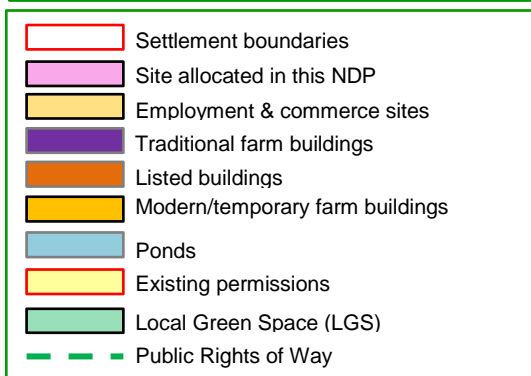 Settlement boundaries
Site allocated in this NDP
Employment & commerce sites
Traditional farm buildings
Listed buildings
Modern/temporary farm buildings
Ponds
Existing permissions
Local Green Space (LGS)
Public Rights of Way